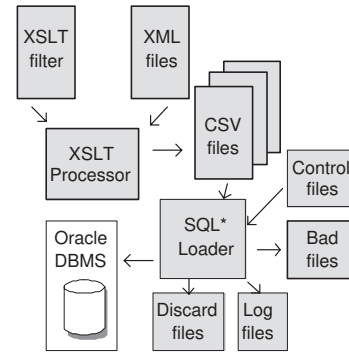 XSLT
filter
XML
files
CSV
files
XSLT
Processor
Control
files
SQL*
Loader
Oracle
DBMS
Bad
files
Discard
files
Log
files